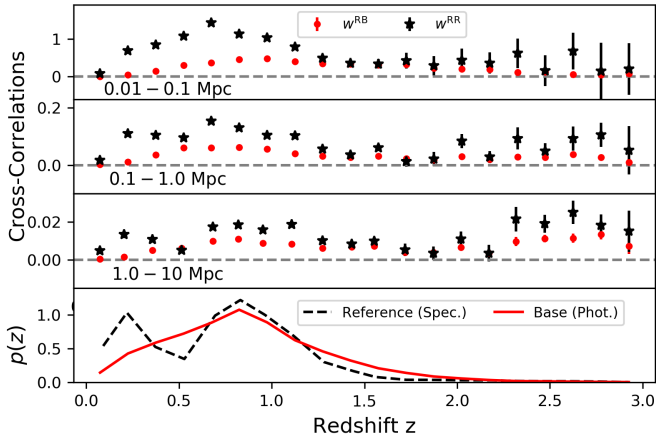 w^RB w^RR
1
0
0.01 − 0.1 Mpc
0.2
0.0
0.1 − 1.0 Mpc
0.02
0.00
1.0 − 10 Mpc
Cross-Correlations
Reference (Spec.) Base (Phot.)
1.0
0.5
0.0
p(z)
0.0 0.5 1.0 1.5 2.0 2.5 3.0
Redshift z